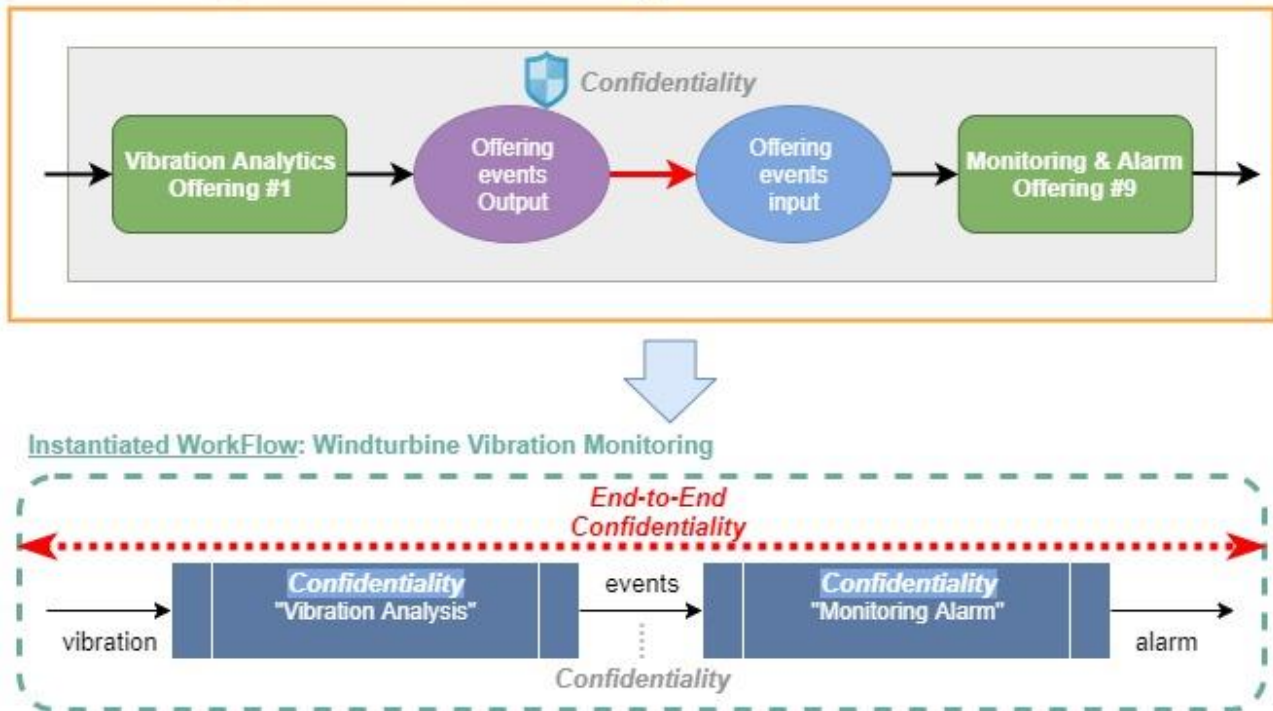 Confidentiality
Vibration Analytics
Offering #1
Offering
events
Output
Offering
events
input
Monitoring & Alarm
Offering #9
Instantiated WorkFlow: Windturbine Vibration Monitoring
End-to-End
Confidentiality
Confidentiality
"Vibration Analysis"
events
Confidentiality
"Monitoring Alarm"
vibration
alarm
Confidentiality